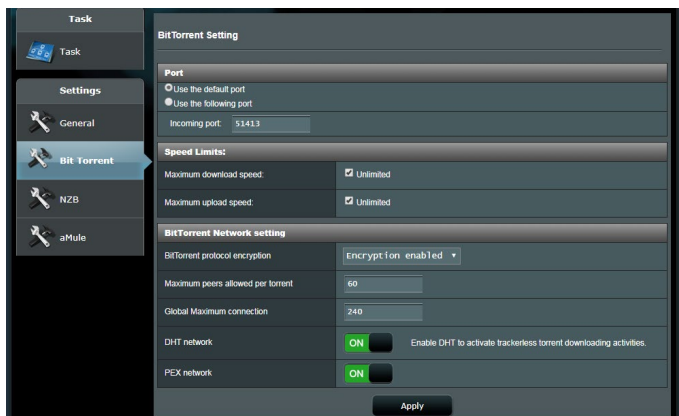 Task
Task
Settings
General
Bit Torrent
NZB
aMule
BitTorrent Setting
Port
Use the default port
Use the following port
Incoming port: 51413
Speed Limits:
Maximum download speed: Unlimited
Maximum upload speed: Unlimited
BitTorrent Network setting
BitTorrent protocol encryption Encryption enabled
Maximum peers allowed per torrent 60
Global Maximum connection 240
DHT network ON Enable DHT to activate trackerless torrent downloading activities.
PEX network ON
Apply